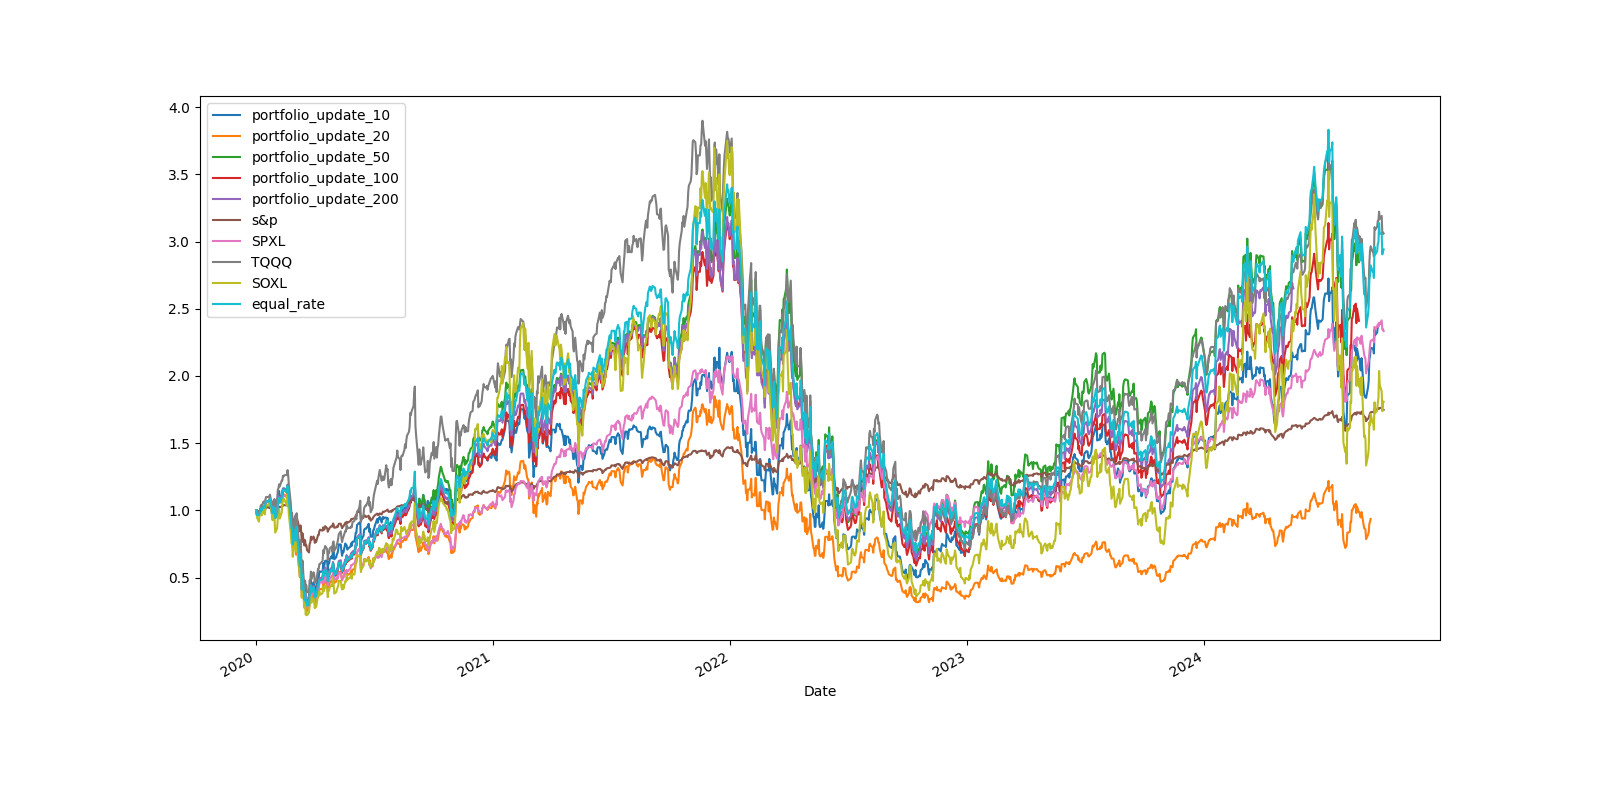 4.0
3.5
3.0
2.5
2.0
1.5
1.0
0.5
portfolio_update_10
portfolio_update_20
portfolio_update_50
portfolio_update_100
portfolio_update_200
s&p
SPXL
TQQQ
SOXL
equal_rate
2020
2021
2022
2023
2024
Date